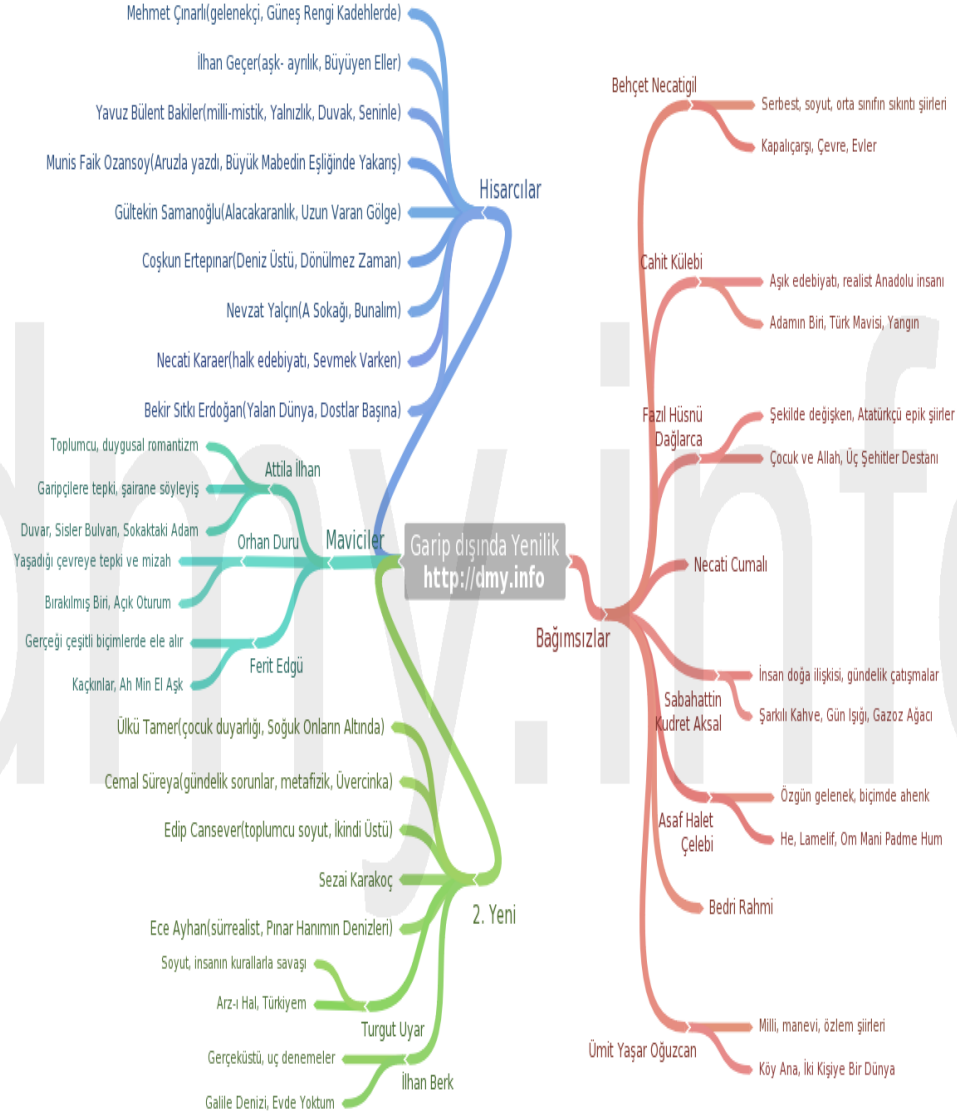 Mehmet Çınarlı(gelenekçi, Güneş Rengi Kadehlerde)
İlhan Geçer(aşk- ayrılık, Büyüyen Eller)
Yavuz Bülent Bakiler(milli-mistik, Yalnızlık, Duvak, Seninle)
Munis Faik Ozansoy(Aruzla yazdı, Büyük Mabedin Eşliğinde Yakarış)
Gültekin Samanoğlu(Alacakaranlık, Uzun Varan Gölge)
Coşkun Ertepınar(Deniz Üstü, Dönülmez Zaman)
Nevzat Yalçın(A Sokağı, Bunalım)
Necati Karaer(halk edebiyatı, Sevmek Varken)
Bekir Sıtkı Erdoğan(Yalan Dünya, Dostlar Başına)
Hisarcılar
Toplumcu, duygusal romantizm
Garipçilere tepki, şairane söyleyiş
Duvar, Sisler Bulvarı, Sokaktaki Adam
Attila İlhan
Yaşadığı çevreye tepki ve mizah
Bırakılmış Biri, Açık Oturum
Orhan Duru
Gerçeği çeşitli biçimlerde ele alır
Kaçkınlar, Ah Min El Aşk
Ferit Edgü
Maviciler
Garip dışında Yenilik
http://dmy.info
Ülkü Tamer(çocuk duyarlığı, Soğuk Onların Altında)
Cemal Süreya(gündelik sorunlar, metafizik, Üvercinka)
Edip Cansever(toplumcu soyut, İkindi Üstü)
Sezai Karakoç
Ece Ayhan(sürrealist, Pınar Hanımın Denizleri)
Soyut, insanın kurallarla savaşı
Arz-ı Hal, Türkiyem
Turgut Uyar
Gerçeküstü, uç denemeler
Galile Denizi, Evde Yoktum
İlhan Berk
2. Yeni
Behçet Necatigil
Serbest, soyut, orta sınıfın sıkıntı şiirleri
Kapalıçarşı, Çevre, Evler
Cahit Külebi
Aşık edebiyatı, realist Anadolu insanı
Adamın Biri, Türk Mavisi, Yangın
Fazıl Hüsnü
Dağlarca
Şekilde değişken, Atatürkçü epik şiirler
Çocuk ve Allah, Üç Şehitler Destanı
Necati Cumalı
Bağımsızlar
Sabahattin
Kudret Aksal
İnsan doğa ilişkisi, gündelik çatışmalar
Şarkılı Kahve, Gün Işığı, Gazoz Ağacı
Asaf Halet
Çelebi
Özgün gelenek, biçimde ahenk
He, Lamelif, Om Mani Padme Hum
Bedri Rahmi
Ümit Yaşar Oğuzcan
Milli, manevi, özlem şiirleri
Köy Ana, İki Kişiye Bir Dünya
dmy.info